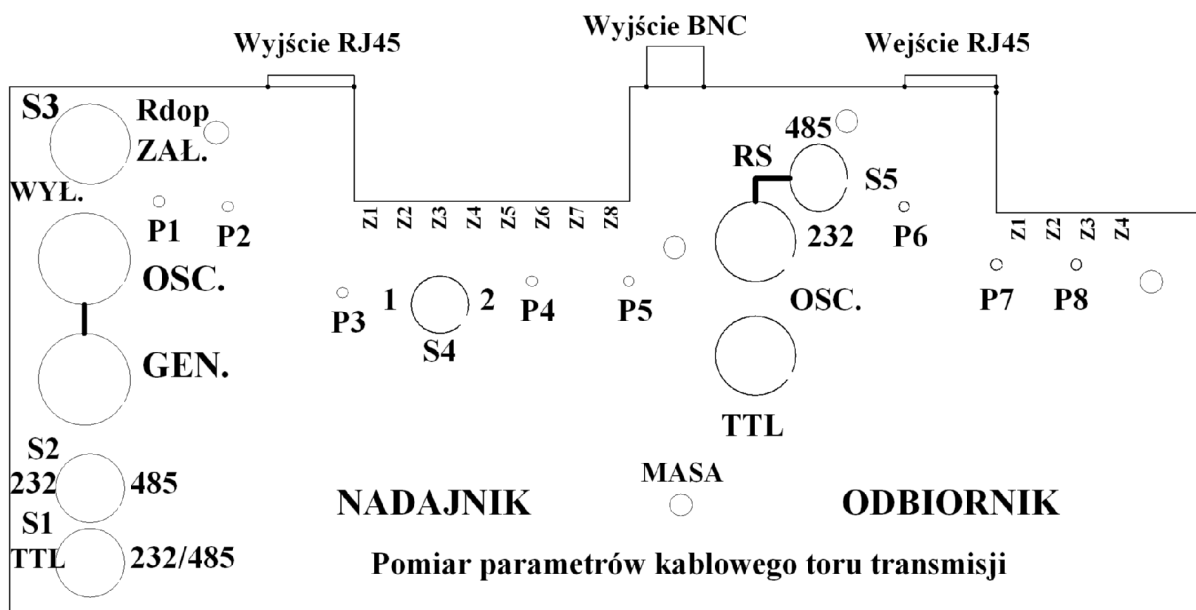 Wyjście RJ45
Wyjście BNC
Wejście RJ45
S3
Rdop
ZAŁ.
WYŁ.
P1
P2
OSC.
GEN.
S2
232
485
S1
TTL
232/485
Z1
Z2
Z3
Z4
Z5
Z6
Z7
Z8
P3
1
2
S4
P4
P5
485
RS
S5
232
P6
OSC.
TTL
Z1
Z2
Z3
Z4
P7
P8
MASA
NADAJNIK
ODBIORNIK
Pomiar parametrów kablowego toru transmisji